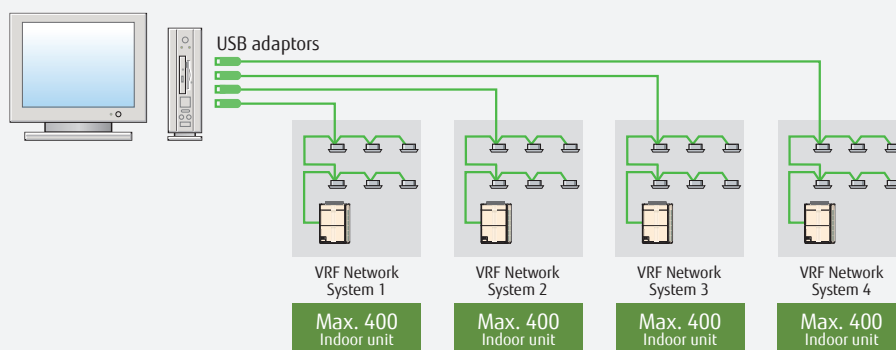 USB adaptors
VRF Network
System 1
VRF Network
System 2
VRF Network
System 3
VRF Network
System 4
Max. 400
Indoor unit
Max. 400
Indoor unit
Max. 400
Indoor unit
Max. 400
Indoor unit